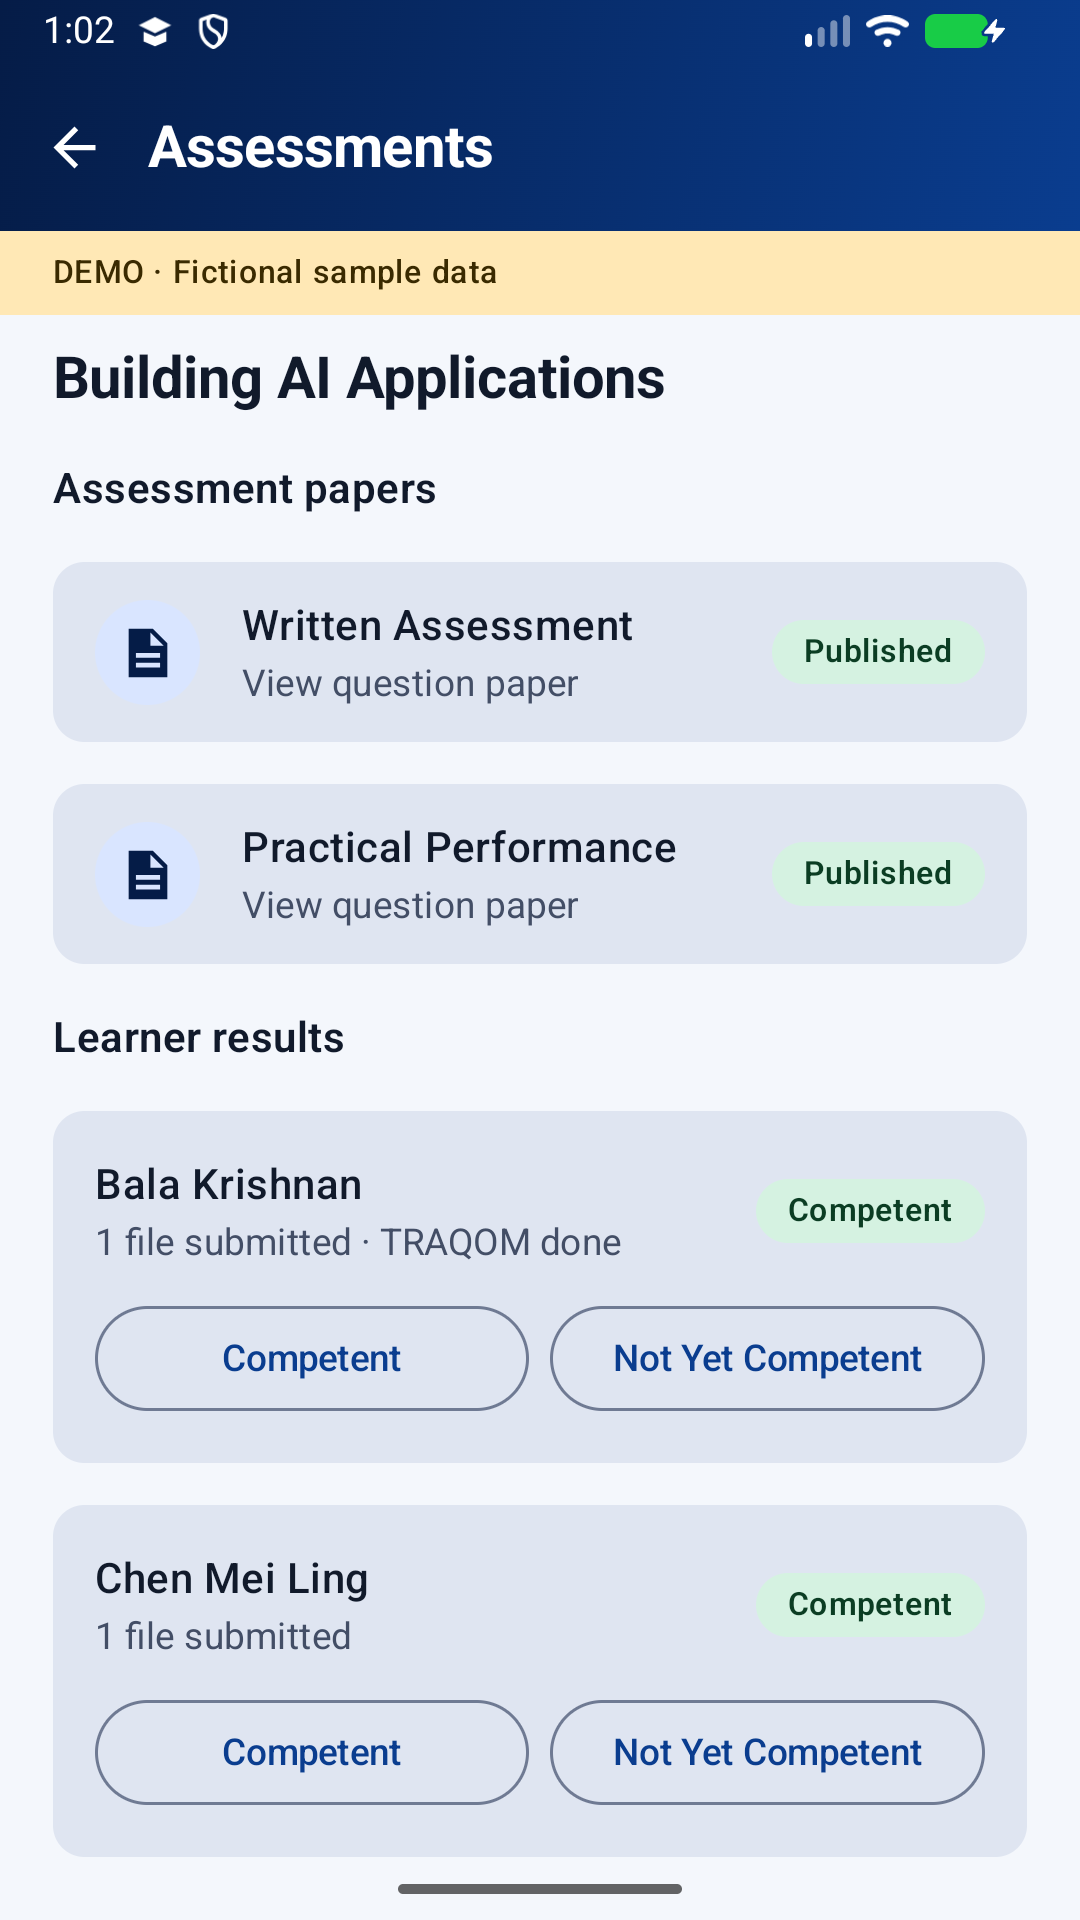 1:02
Assessments
DEMO · Fictional sample data
Building AI Applications
Assessment papers
Written Assessment
View question paper
Published
Practical Performance
View question paper
Published
Learner results
Bala Krishnan
1 file submitted · TRAQOM done
Competent
Competent
Not Yet Competent
Chen Mei Ling
1 file submitted
Competent
Competent
Not Yet Competent